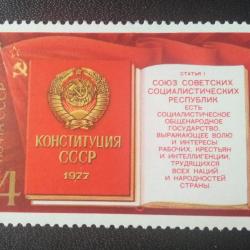 КОНСТИТУЦИЯ
СССР
1977
СТАТЬЯ 1
СОЮЗ СОВЕТСКИХ
СОЦИАЛИСТИЧЕСКИХ
РЕСПУБЛИК
ЕСТЬ
СОЦИАЛИСТИЧЕСКОЕ
ОБЩЕНАРОДНОЕ
ГОСУДАРСТВО,
ВЫРАЖАЮЩЕЕ ВОЛЮ
И ИНТЕРЕСЫ
РАБОЧИХ, КРЕСТЬЯН
И ИНТЕЛЛИГЕНЦИИ,
ТРУДЯЩИХСЯ
ВСЕХ НАЦИЙ
И НАРОДНОСТЕЙ
СТРАНЫ.
СССР
4